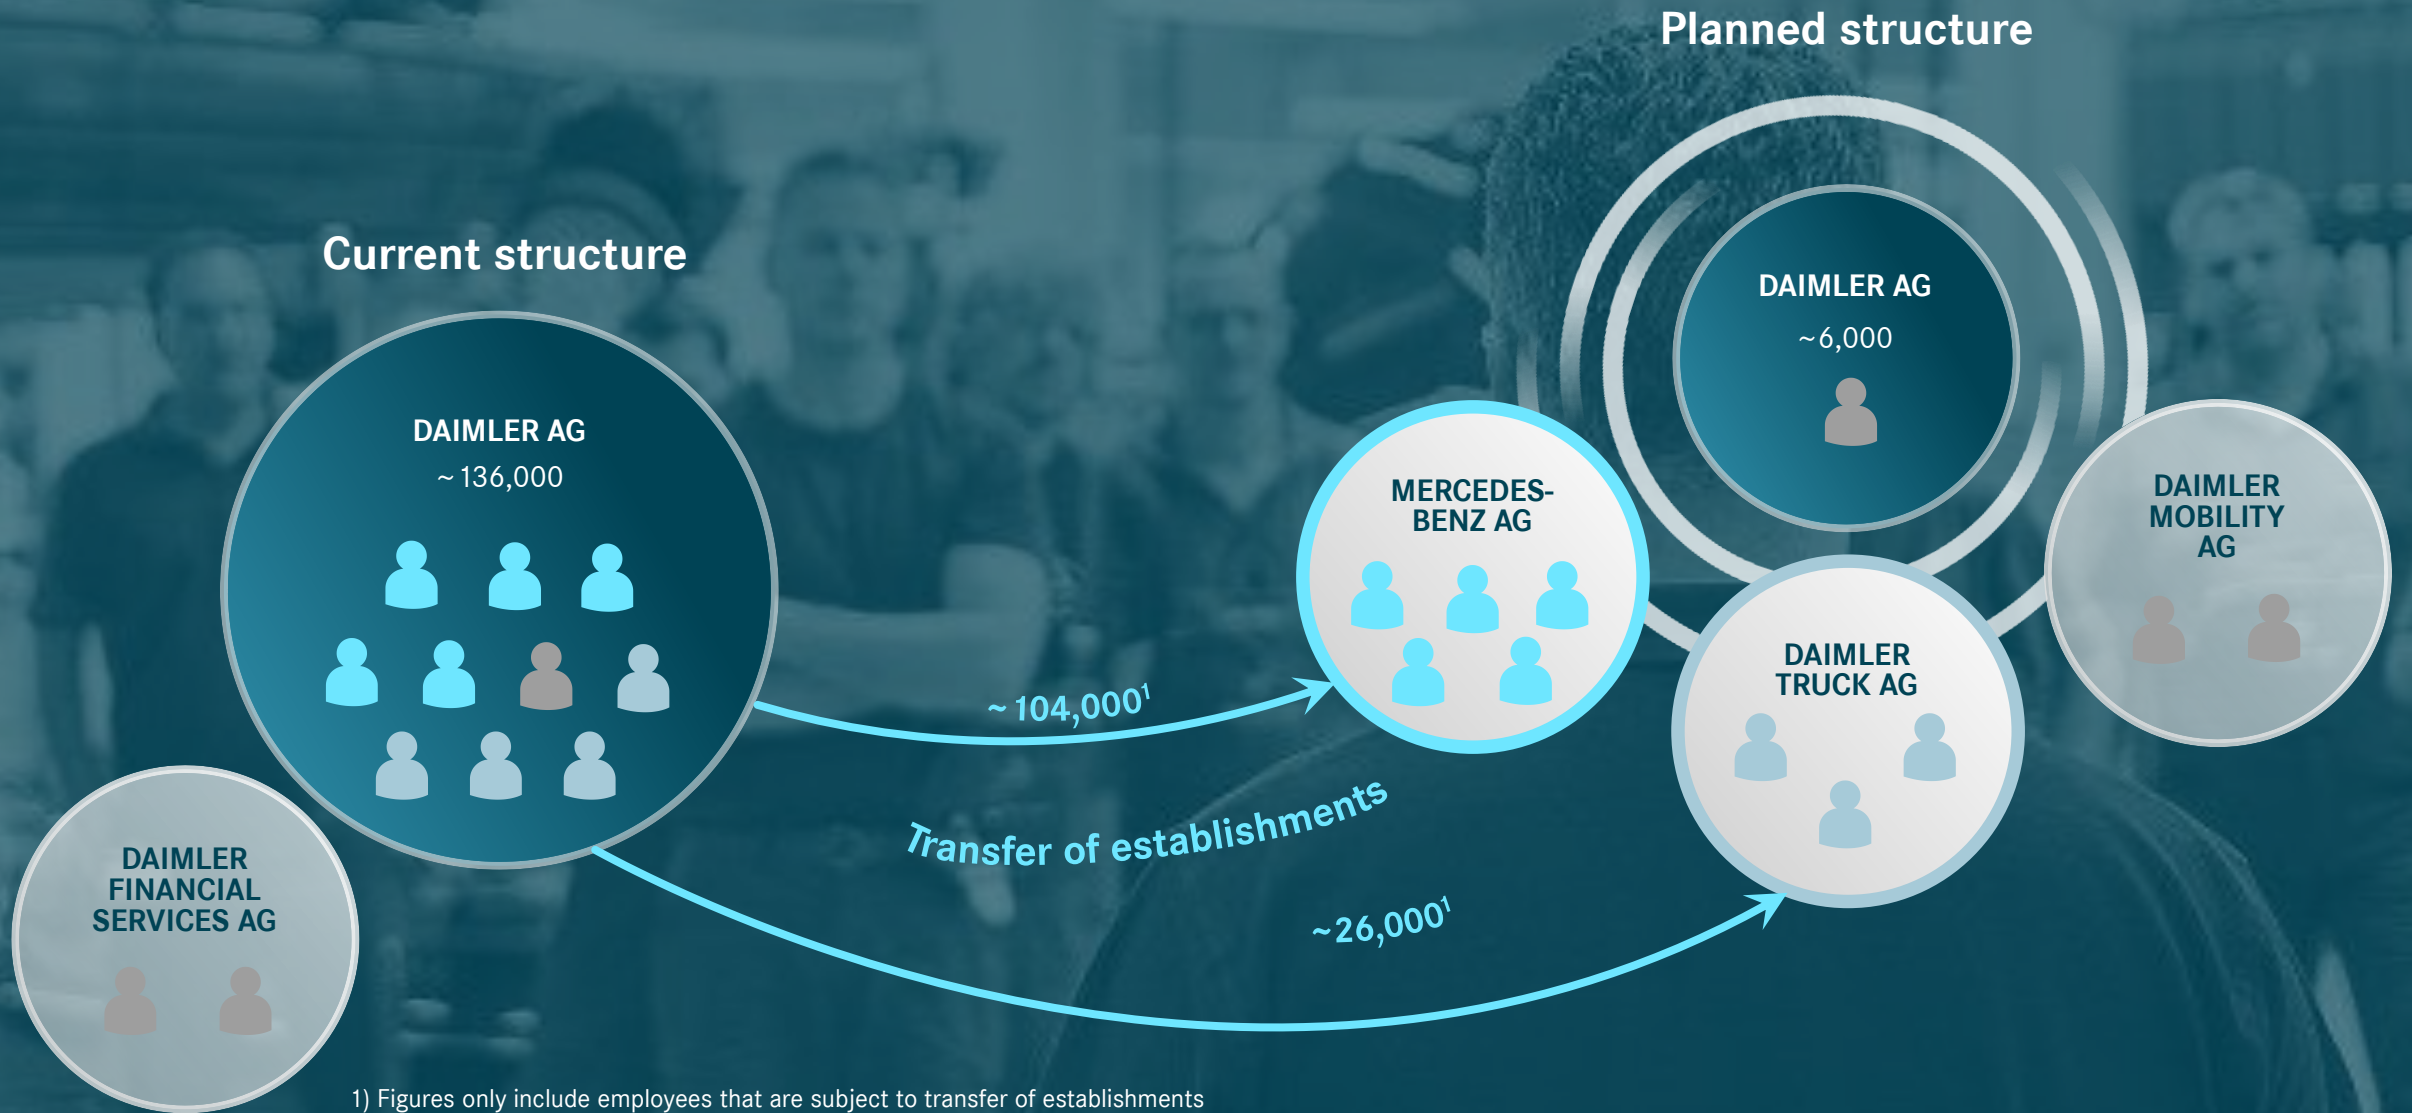 Planned structure
Current structure
DAIMLER AG
~6,000
DAIMLER AG
~136,000
MERCEDES-
BENZ AG
DAIMLER
MOBILITY
AG
DAIMLER
TRUCK AG
~104,000¹
Transfer of establishments
~26,000¹
DAIMLER
FINANCIAL
SERVICES AG
1) Figures only include employees that are subject to transfer of establishments